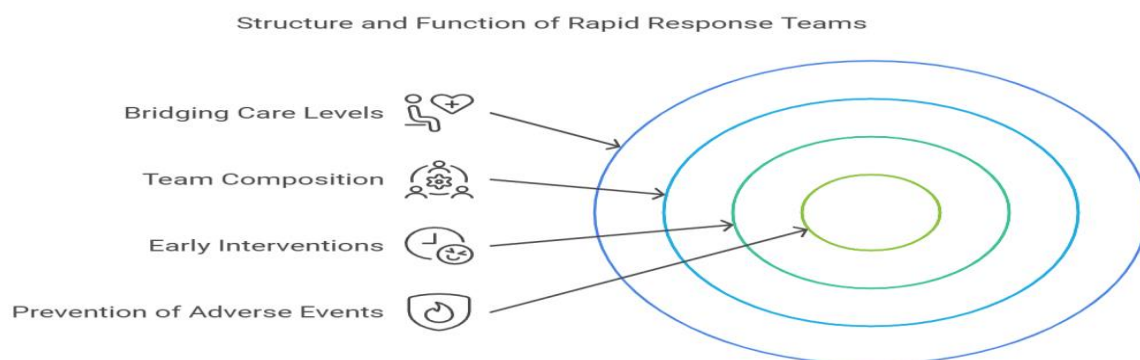 Structure and Function of Rapid Response Teams
Bridging Care Levels
Team Composition
Early Interventions
Prevention of Adverse Events